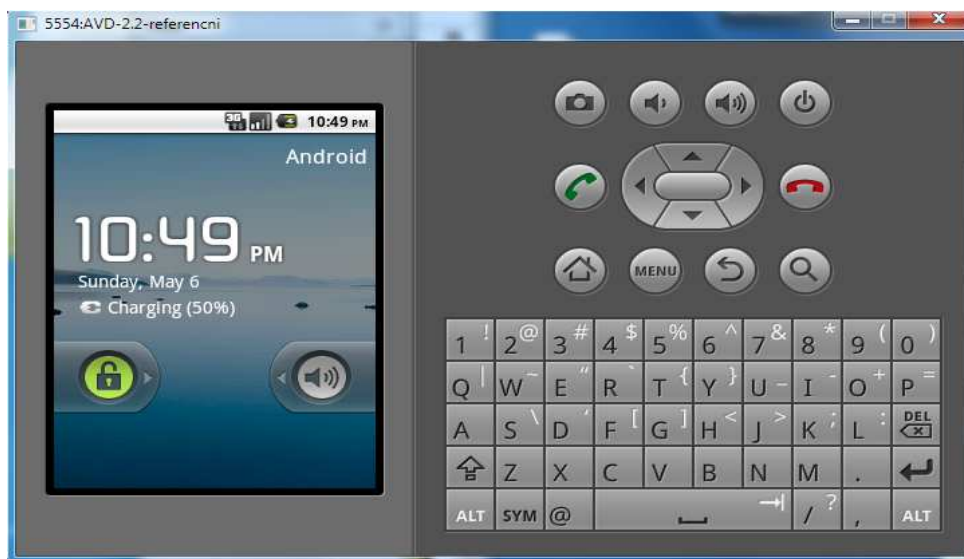 5554:AVD-2.2-referencni
3G 10:49 PM
Android
10:49 PM
Sunday, May 6
Charging (50%)
MENU
1 ! 2 @ 3 # 4 $ 5 % 6 ^ 7 & 8 * 9 ( 0 )
Q | W ~ E " R ` T { Y } U _ I - O + P =
A S \ D ' F [ G ] H < J > K ; L : DEL
Z X C V B N M .
ALT SYM @ / ? , ALT